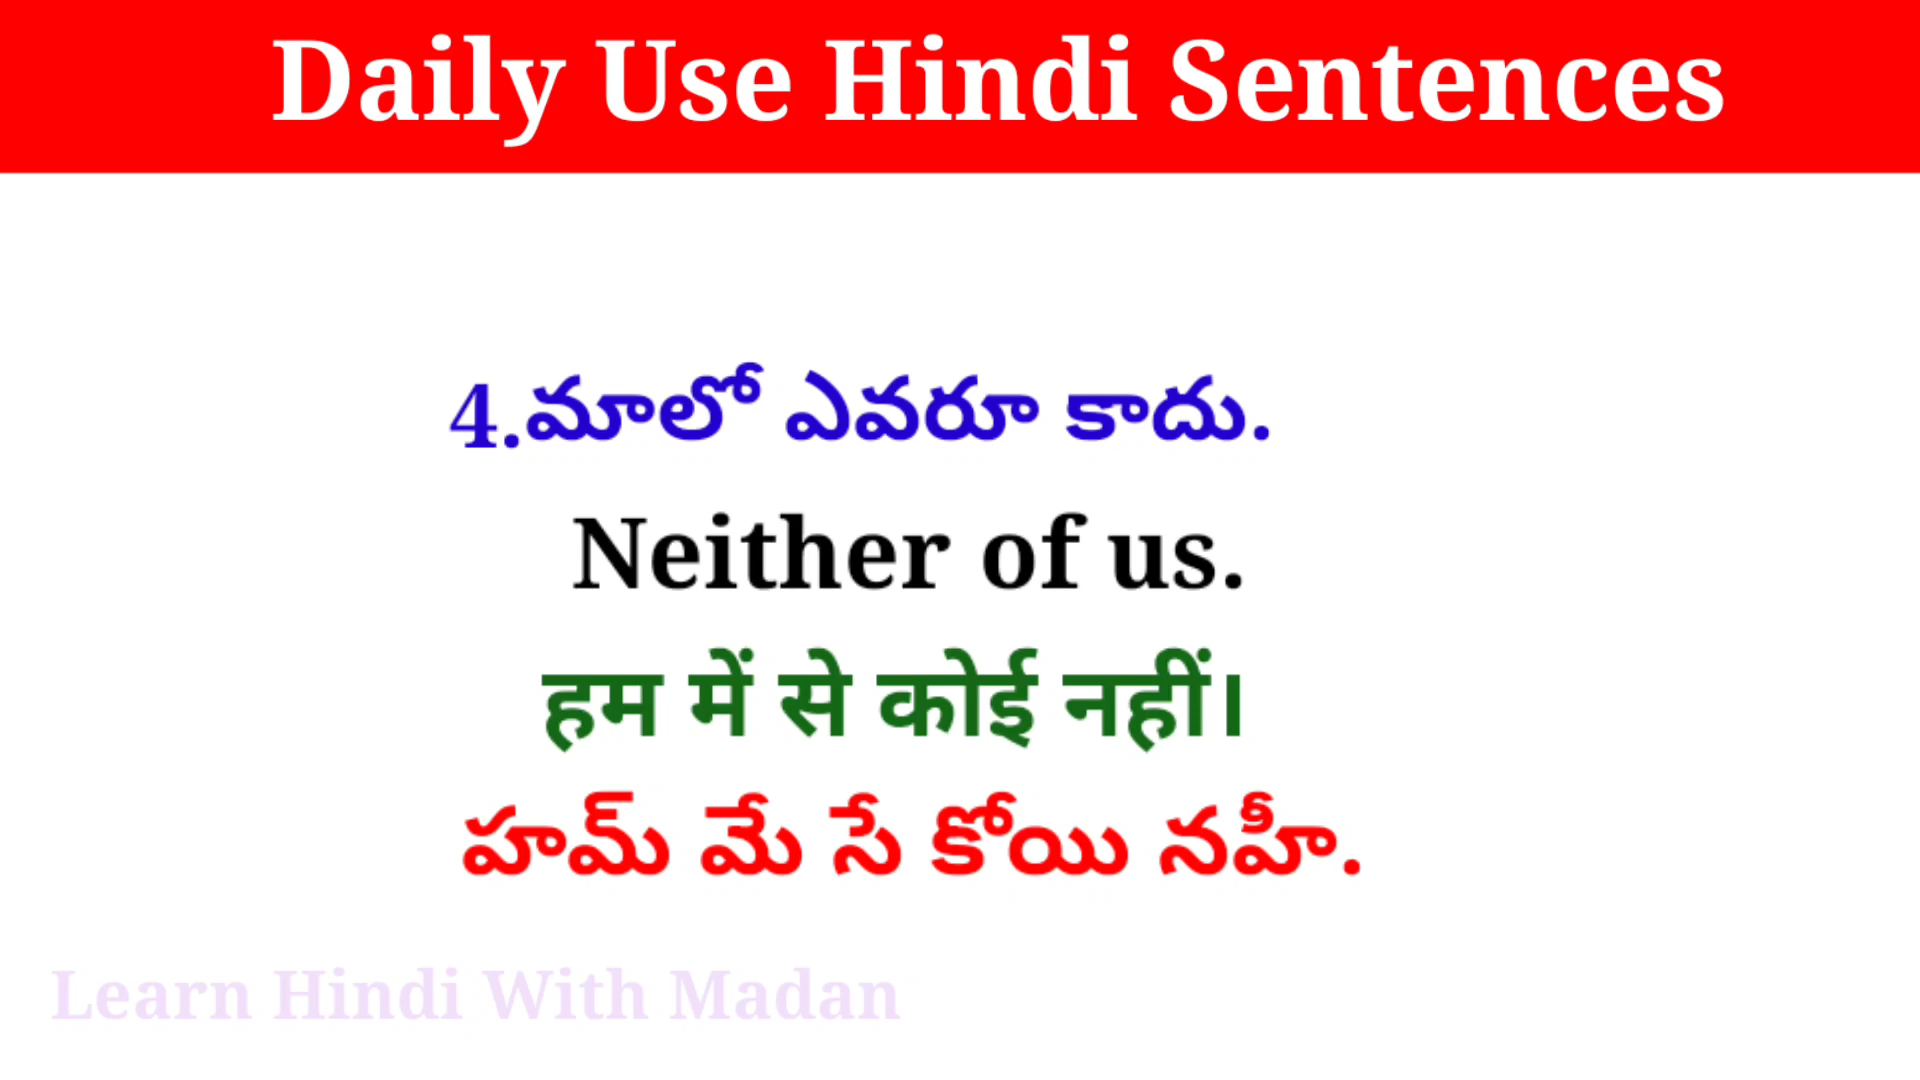 Daily Use Hindi Sentences
4.మాలో ఎవరూ కాదు.
Neither of us.
हम में से कोई नहीं।
హమ్ మే సే కోయి నహీ.
Learn Hindi With Madan